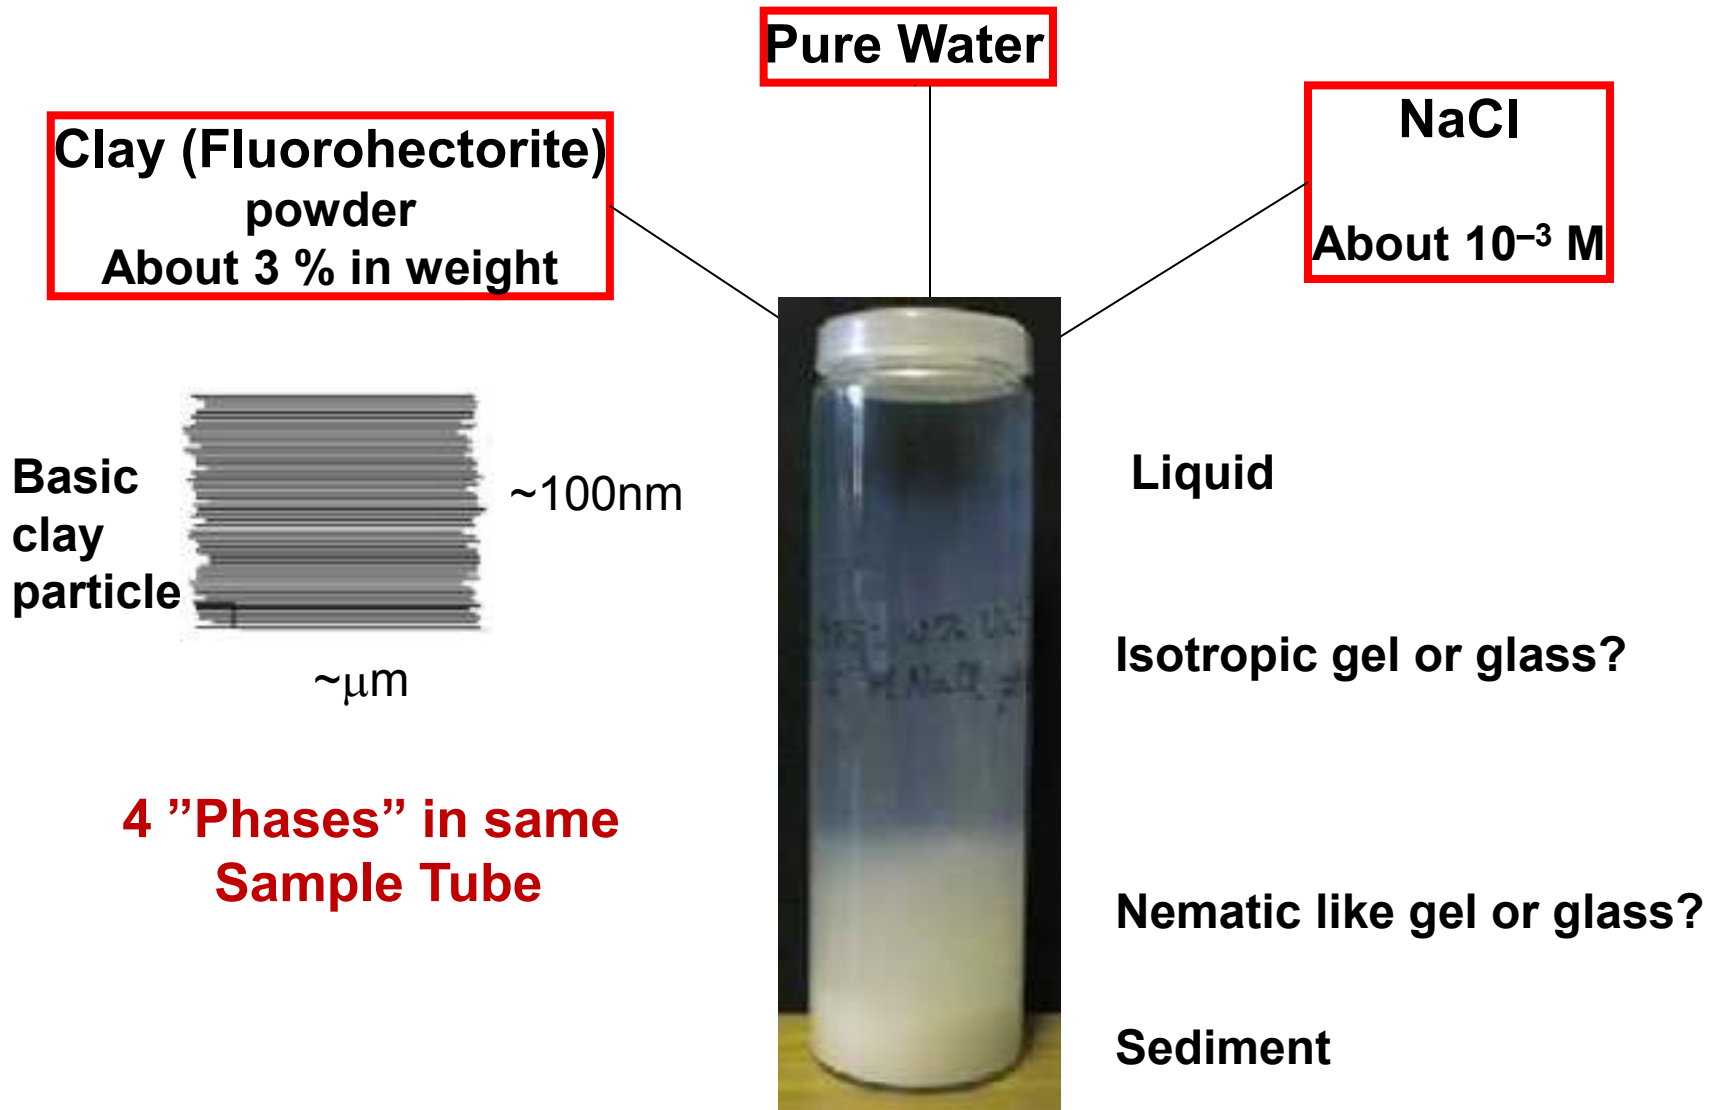 Pure Water
Clay (Fluorohectorite)
powder
About 3 % in weight
NaCl
About 10⁻³ M
Basic
clay
particle
~100nm
~μm
4 ”Phases” in same
Sample Tube
Liquid
Isotropic gel or glass?
Nematic like gel or glass?
Sediment
NaCl